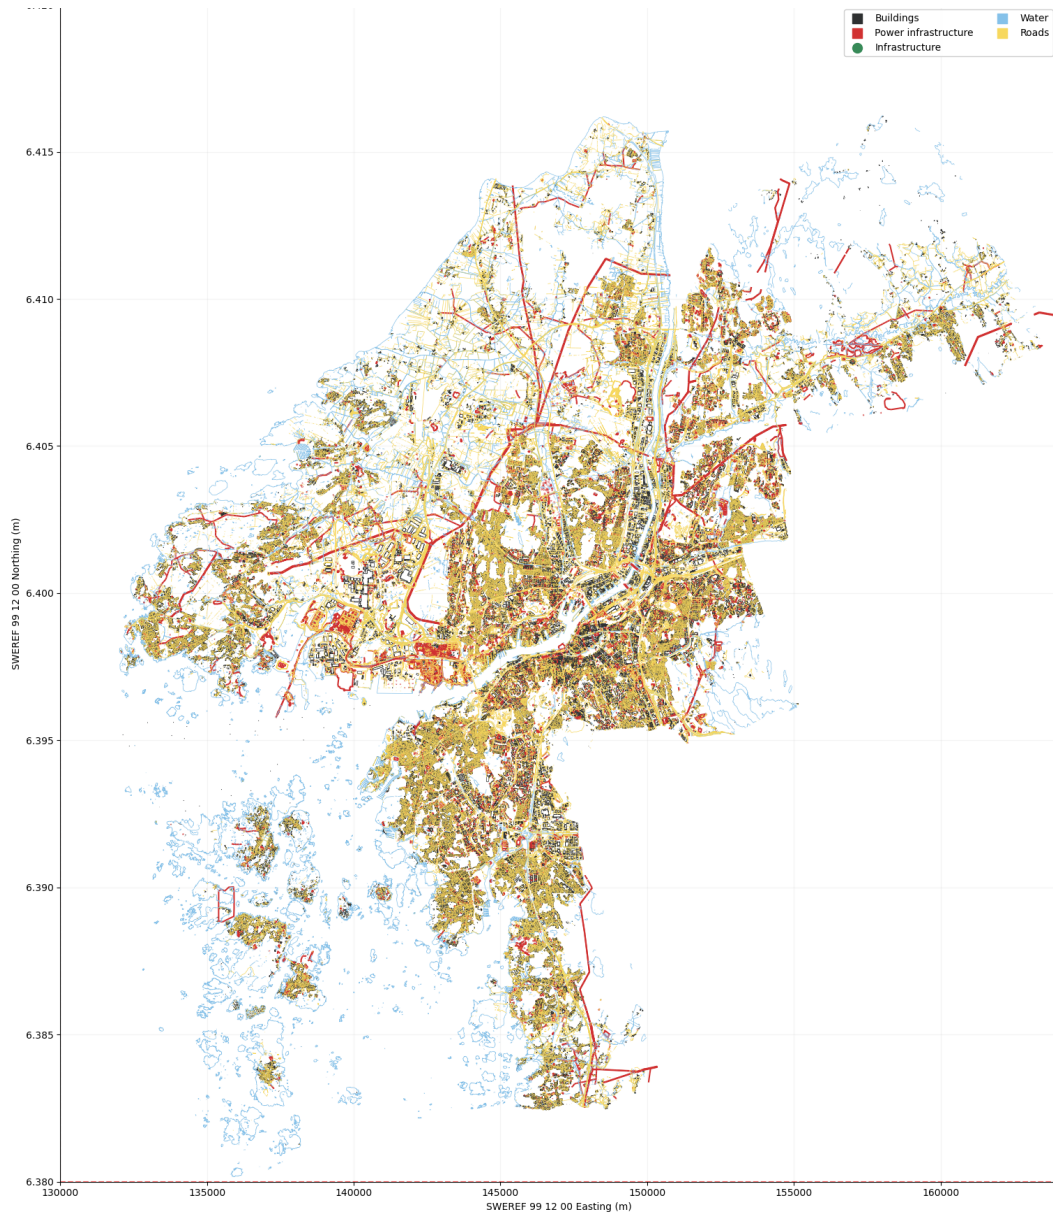 Buildings
Power infrastructure
Infrastructure
Water
Roads
6.415
6.410
6.405
6.400
6.395
6.390
6.385
6.380
130000 135000 140000 145000 150000 155000 160000
SWEREF 99 12 00 Easting (m)
SWEREF 99 12 00 Northing (m)